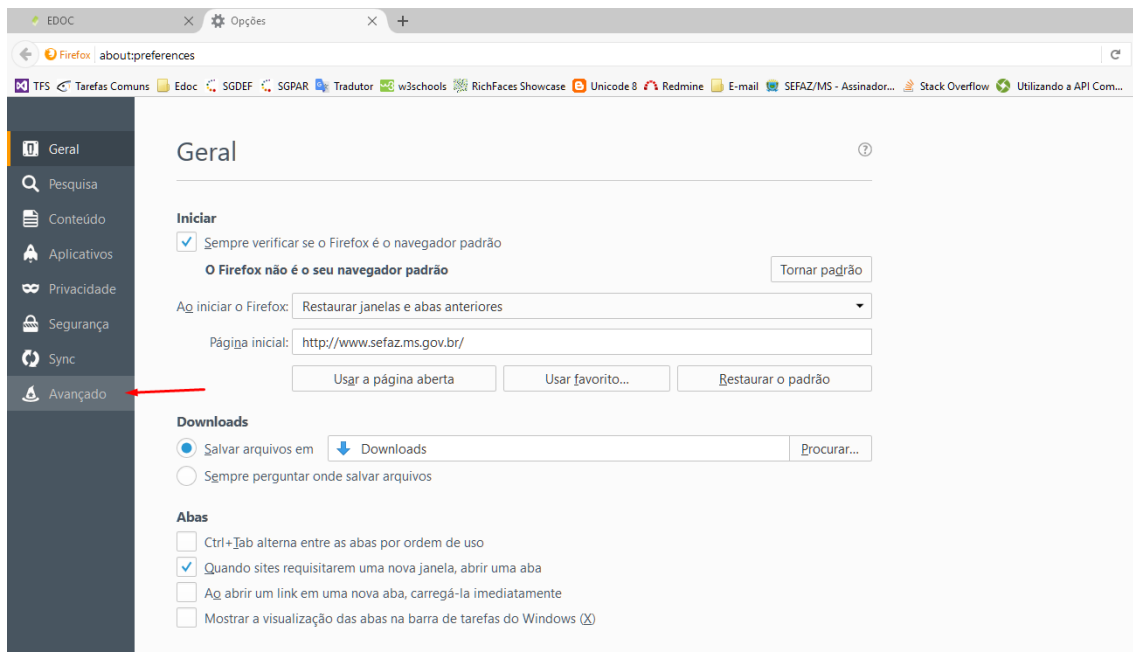 EDOC
Opções
Firefox about:preferences
TFS Tarefas Comuns Edoc SGDEF SGPAR Tradutor w3schools RichFaces Showcase Unicode 8 Redmine E-mail SEFAZ/MS - Assinador... Stack Overflow Utilizando a API Com...
Geral
Pesquisa
Conteúdo
Aplicativos
Privacidade
Segurança
Sync
Avançado
Geral
Iniciar
Sempre verificar se o Firefox é o navegador padrão
O Firefox não é o seu navegador padrão
Tornar padrão
Ao iniciar o Firefox: Restaurar janelas e abas anteriores
Página inicial: http://www.sefaz.ms.gov.br/
Usar a página aberta
Usar favorito...
Restaurar o padrão
Downloads
Salvar arquivos em Downloads Procurar...
Sempre perguntar onde salvar arquivos
Abas
Ctrl+Tab alterna entre as abas por ordem de uso
Quando sites requisitarem uma nova janela, abrir uma aba
Ao abrir um link em uma nova aba, carregá-la imediatamente
Mostrar a visualização das abas na barra de tarefas do Windows (X)